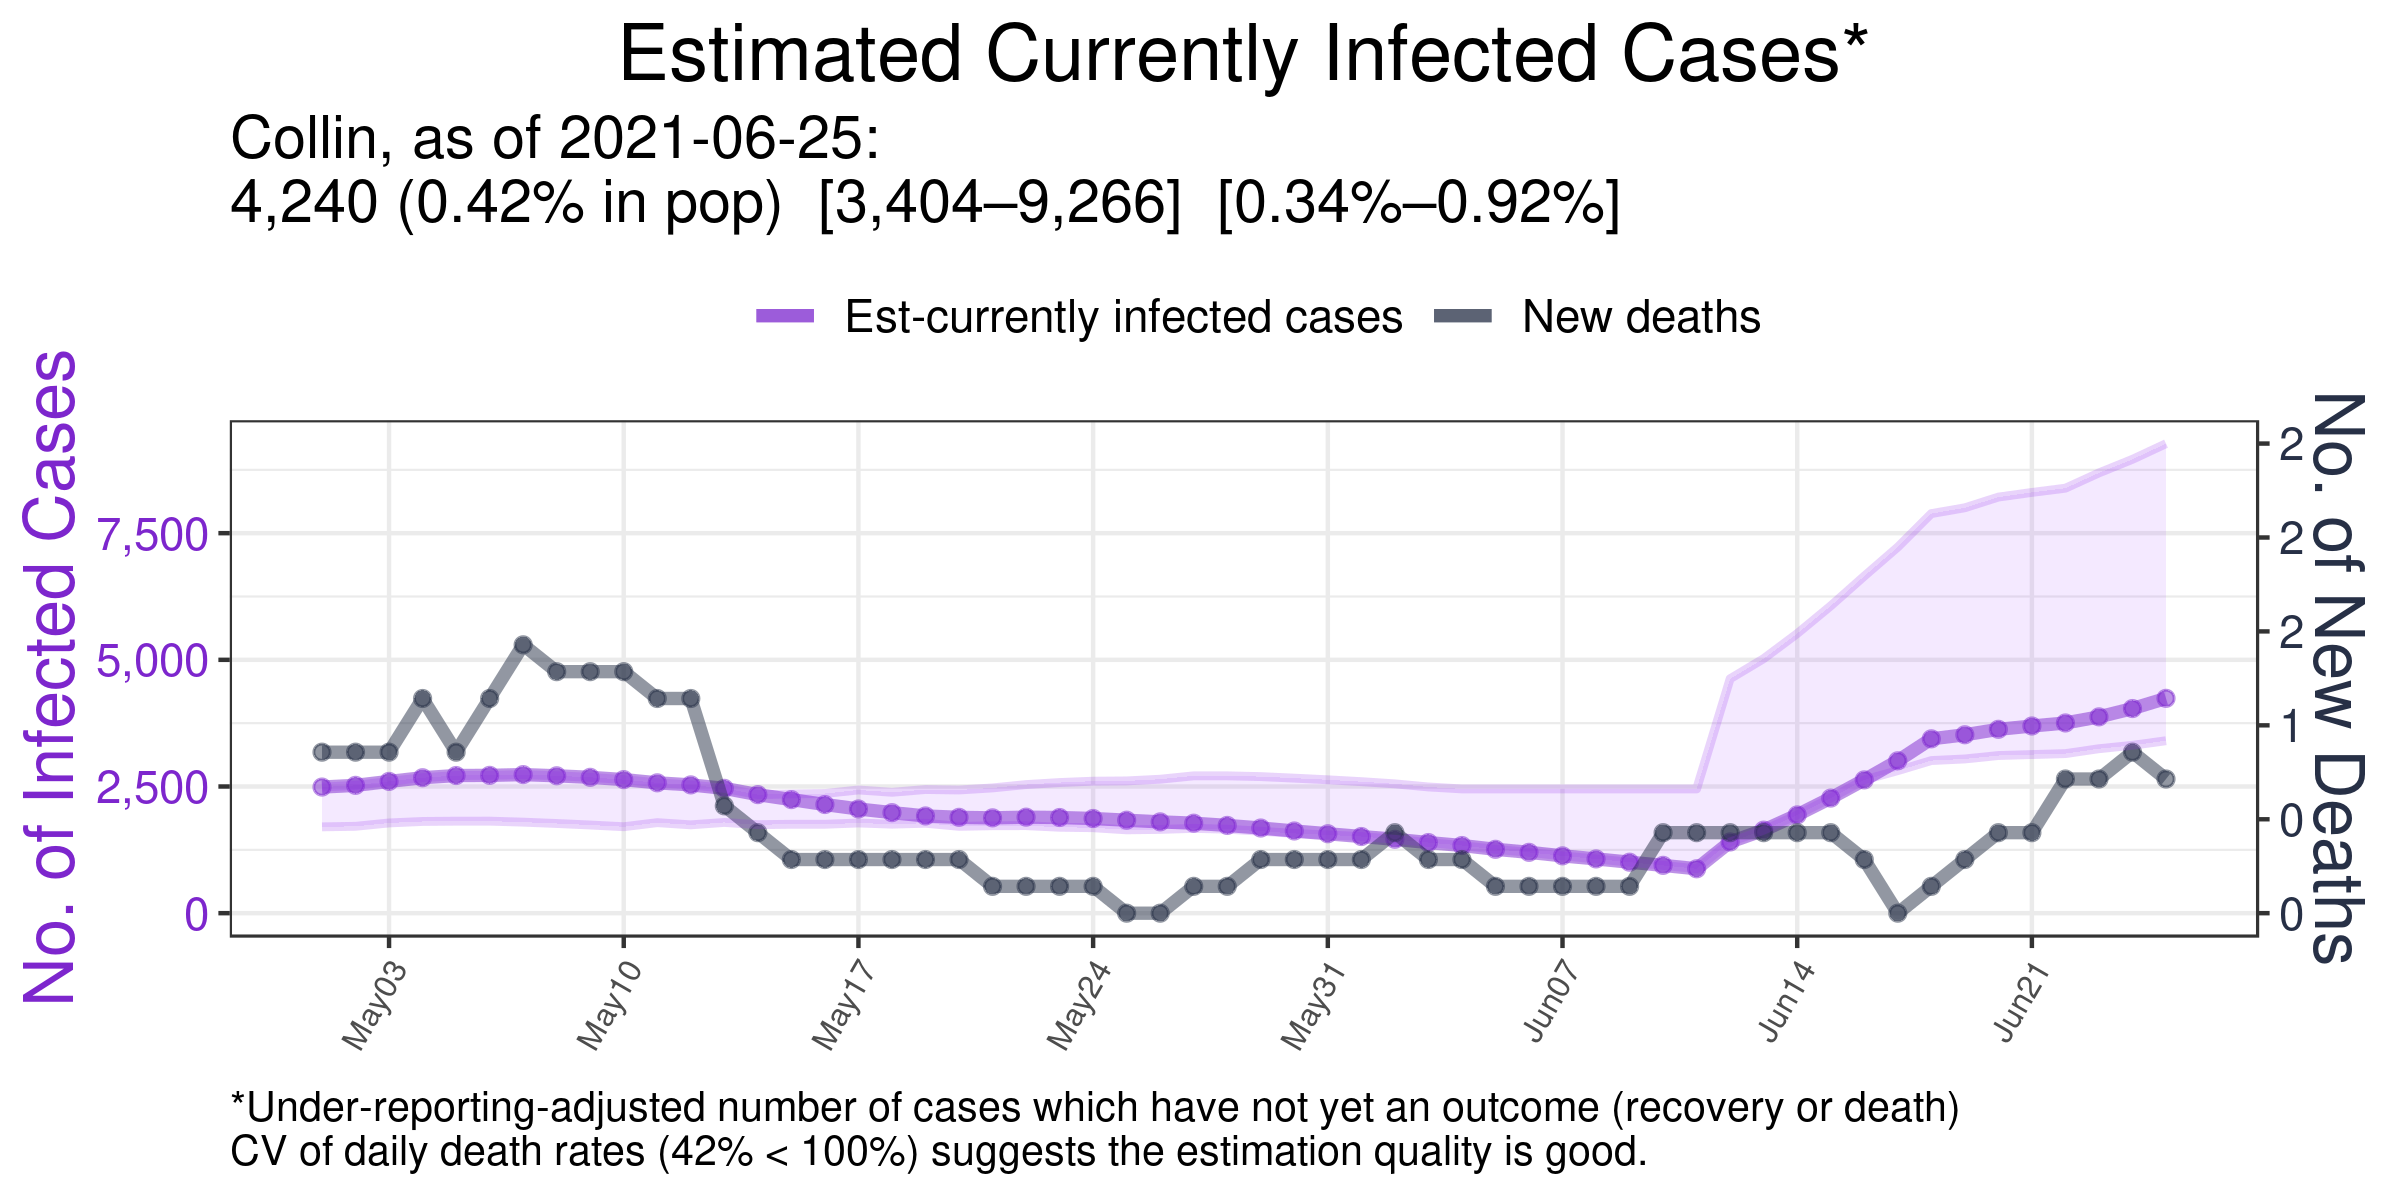 Estimated Currently Infected Cases*
Collin, as of 2021-06-25:
4,240 (0.42% in pop)  [3,404–9,266]  [0.34%–0.92%]
Est-currently infected cases
New deaths
No. of Infected Cases
7,500
5,000
2,500
0
No. of New Deaths
2
2
2
1
0
0
May03
May10
May17
May24
May31
Jun07
Jun14
Jun21
*Under-reporting-adjusted number of cases which have not yet an outcome (recovery or death)
CV of daily death rates (42% < 100%) suggests the estimation quality is good.